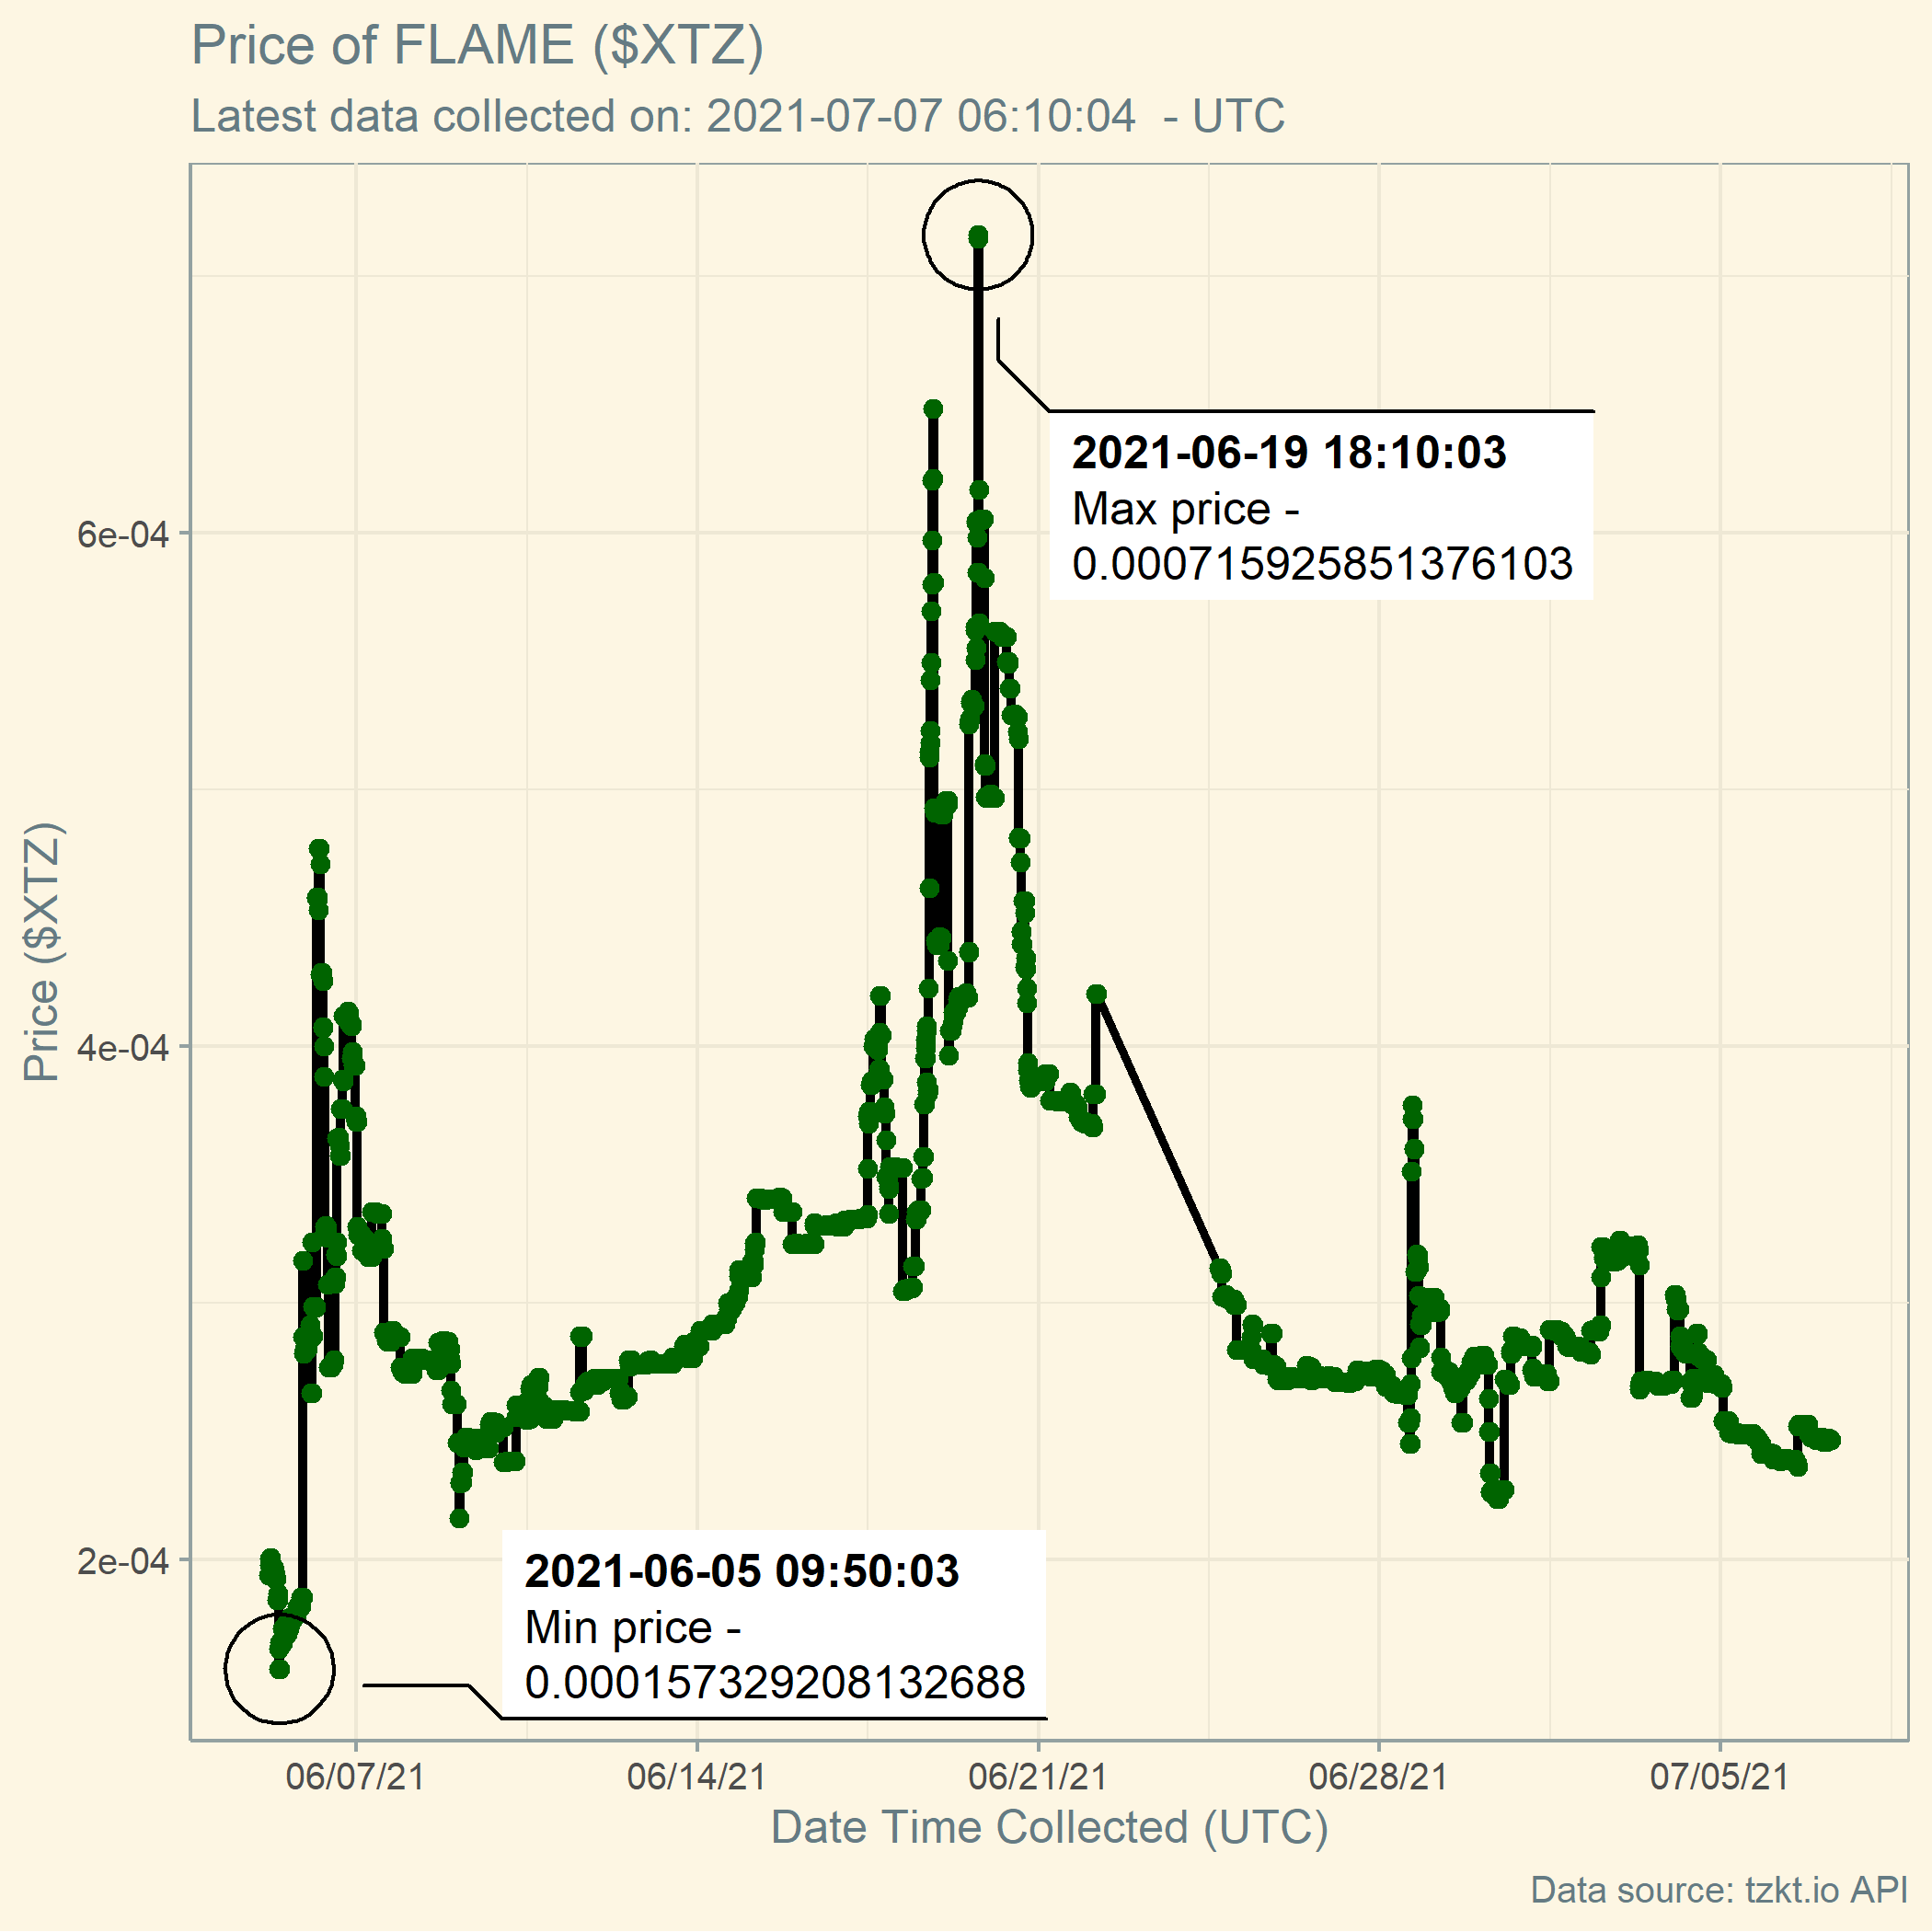 Price of FLAME ($XTZ)
Latest data collected on: 2021-07-07 06:10:04  - UTC
2021-06-19 18:10:03
Max price -
0.000715925851376103
6e-04
Price ($XTZ)
4e-04
2e-04
2021-06-05 09:50:03
Min price -
0.000157329208132688
06/07/21
06/14/21
06/21/21
06/28/21
07/05/21
Date Time Collected (UTC)
Data source: tzkt.io API